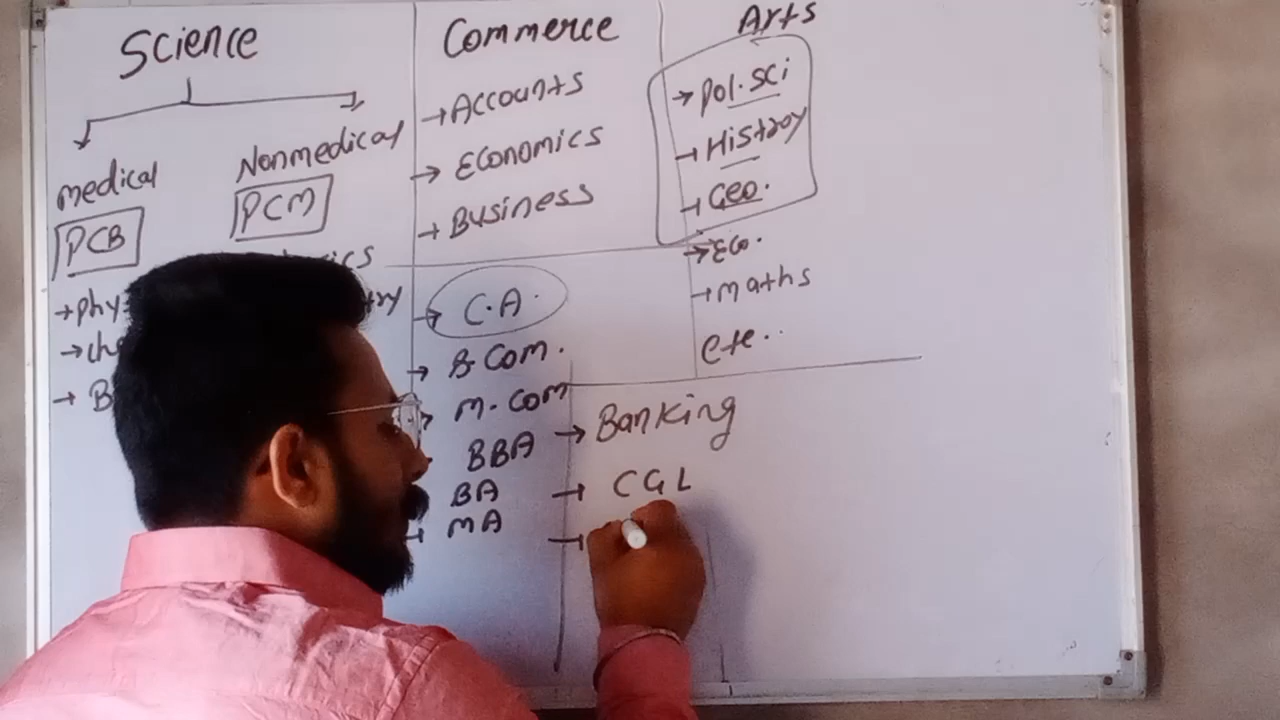 Science
medical
Nonmedical
PCB
PCM
Commerce
→ Accounts
→ Economics
→ Business
→ C.A.
→ B.Com.
M.Com
BBA
BA
MA
Arts
→ Pol.Sci
→ Histroy
→ Geo.
→ Eco.
→ maths
etc..
→ Banking
→ CGL